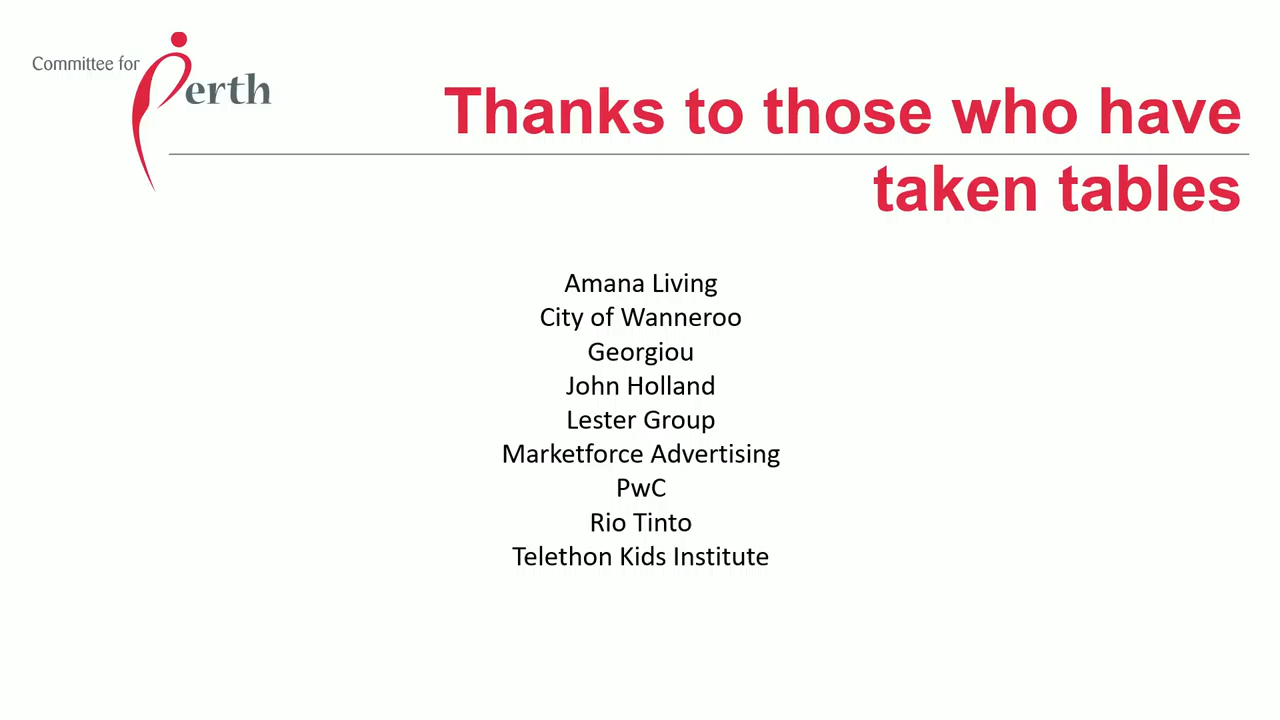 Committee for
Perth
Thanks to those who have
taken tables
Amana Living
City of Wanneroo
Georgiou
John Holland
Lester Group
Marketforce Advertising
PwC
Rio Tinto
Telethon Kids Institute